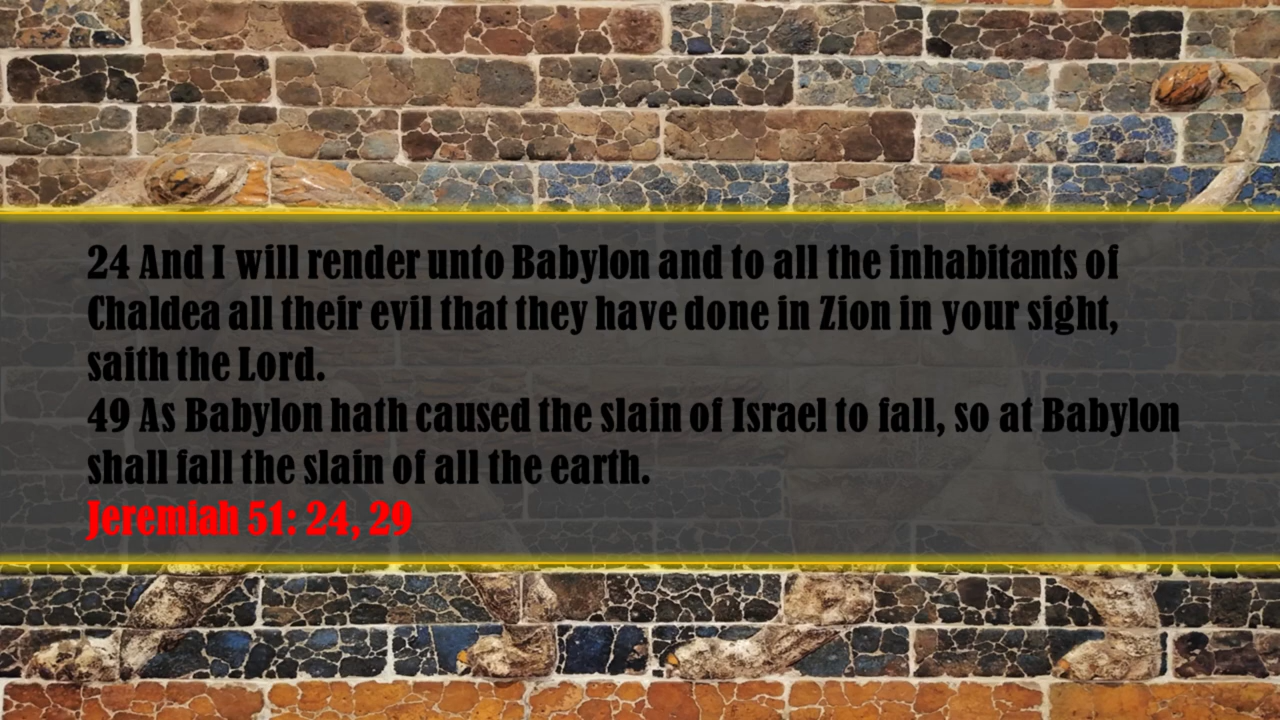 24 And I will render unto Babylon and to all the inhabitants of
Chaldea all their evil that they have done in Zion in your sight,
saith the Lord.
49 As Babylon hath caused the slain of Israel to fall, so at Babylon
shall fall the slain of all the earth.
Jeremiah 51: 24, 29